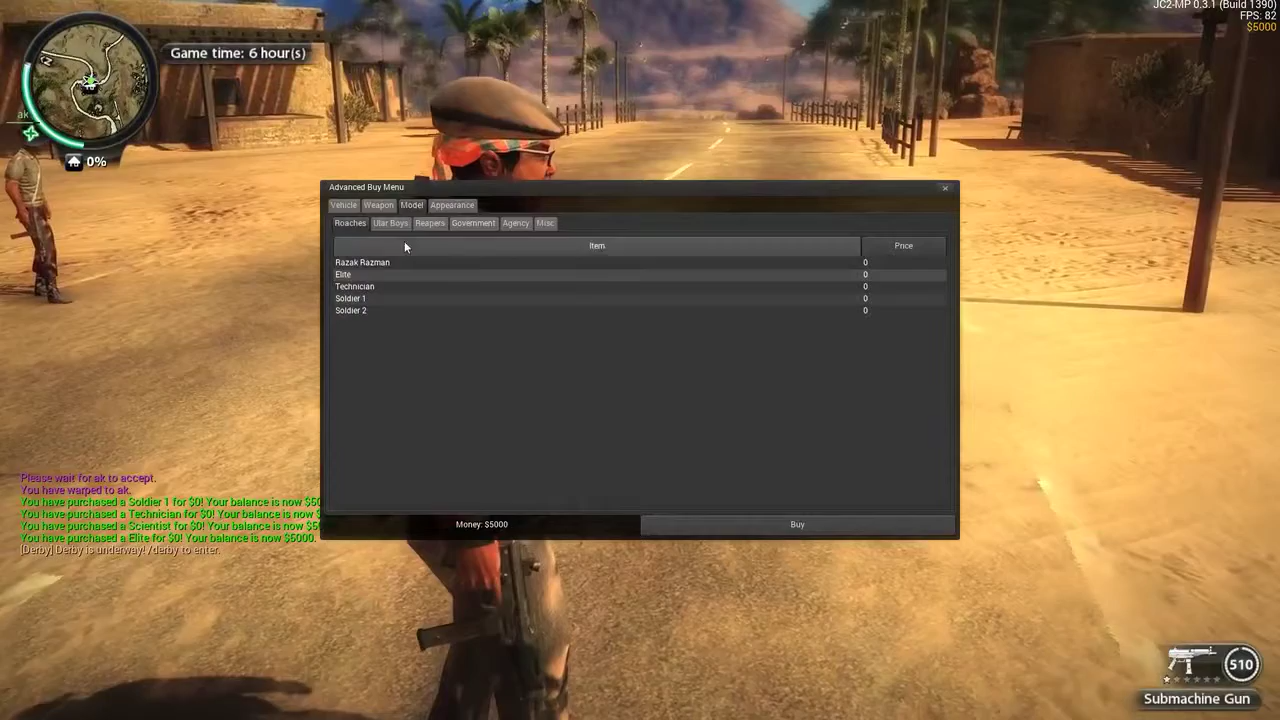 JC2-MP 0.3.1 (Build 1390)
FPS: 82
$5000
Game time: 6 hour(s)
ak
0%
Advanced Buy Menu
Vehicle Weapon Model Appearance
Roaches Ular Boys Reapers Government Agency Misc
Item Price
Razak Razman 0
Elite 0
Technician 0
Soldier 1 0
Soldier 2 0
Money: $5000 Buy
Please wait for ak to accept.
You have warped to ak.
You have purchased a Soldier 1 for $0! Your balance is now $50
You have purchased a Technician for $0! Your balance is now $
You have purchased a Scientist for $0! Your balance is now $5
You have purchased a Elite for $0! Your balance is now $5000.
[Derby] Derby is underway! /derby to enter.
510
Submachine Gun